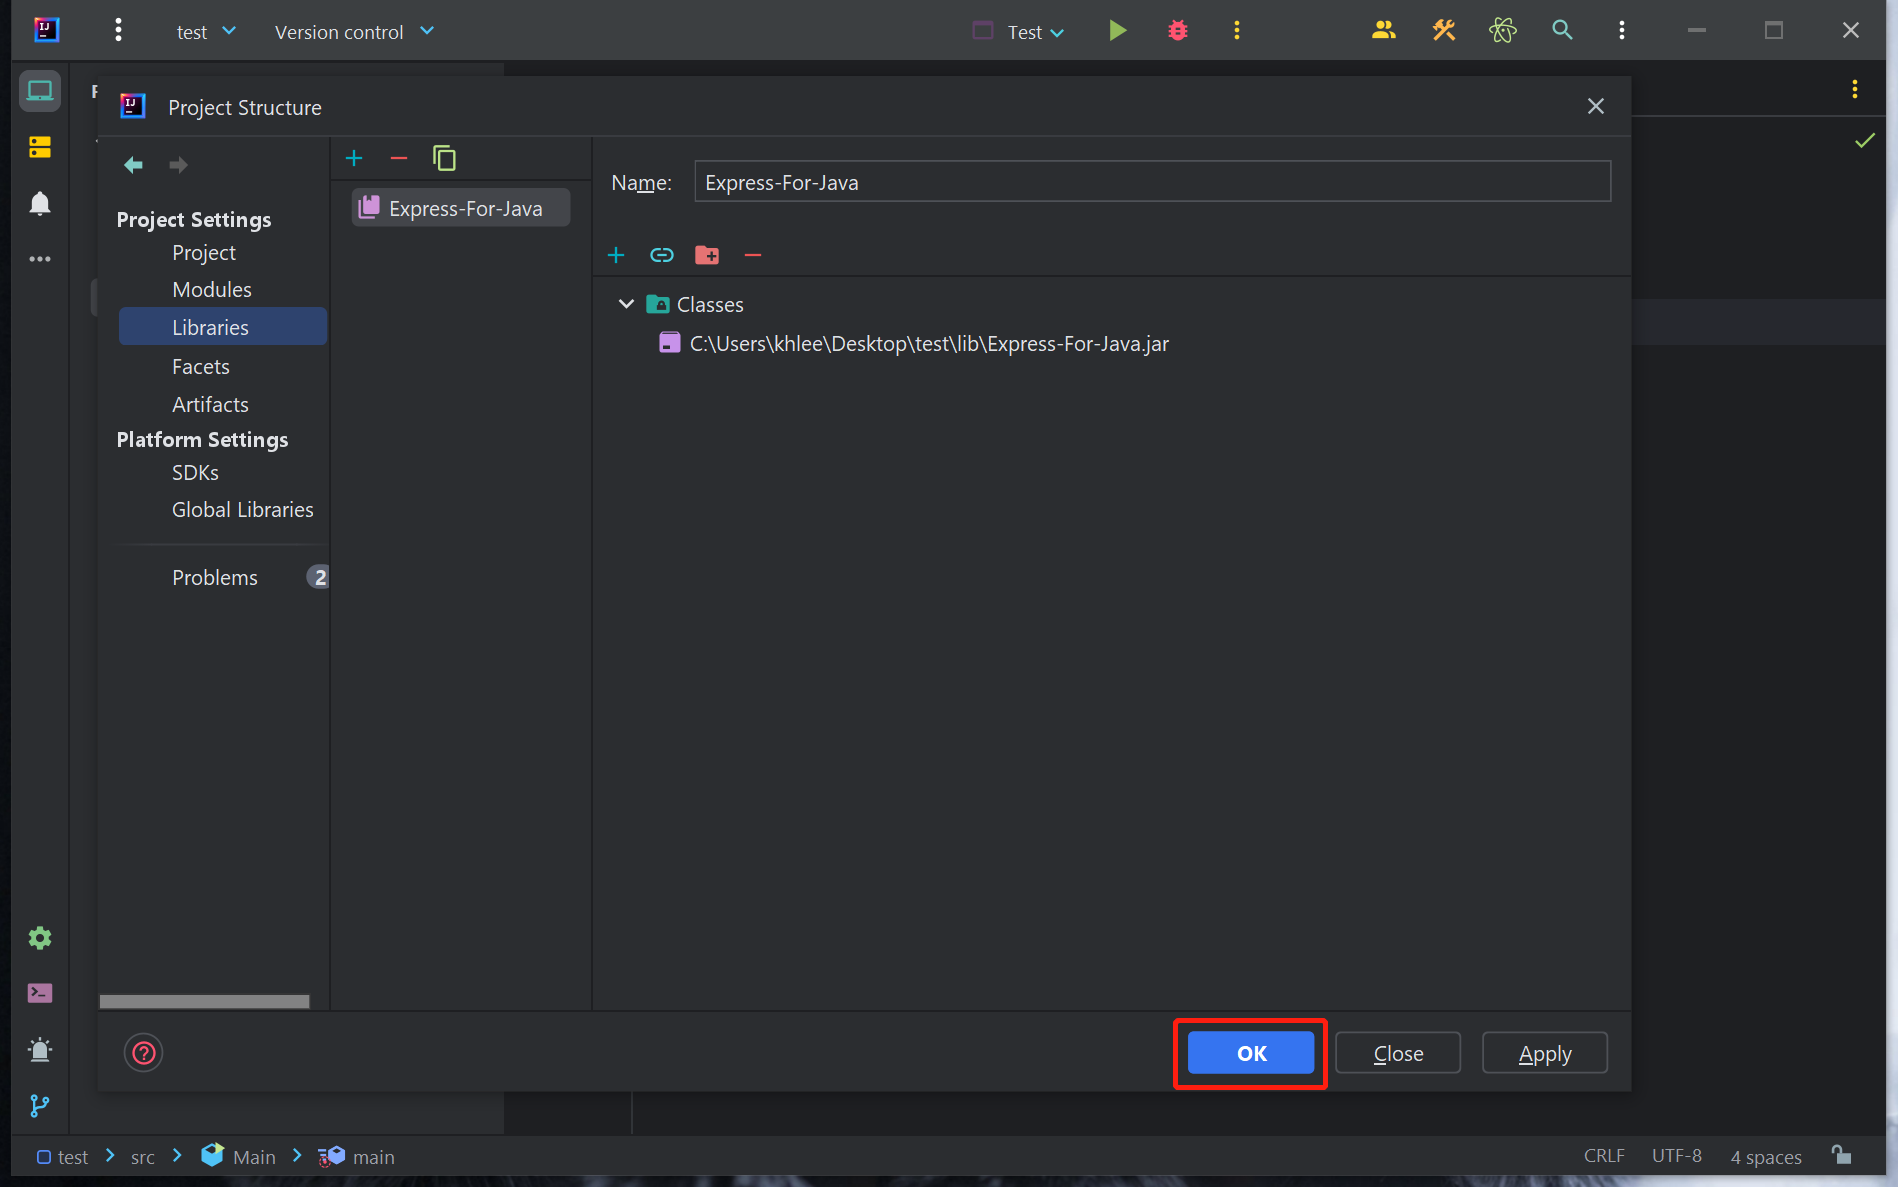 test
Version control
Test
Project Structure
Project Settings
Project
Modules
Libraries
Facets
Artifacts
Platform Settings
SDKs
Global Libraries
Problems
2
Express-For-Java
Name:
Express-For-Java
Classes
C:\Users\khlee\Desktop\test\lib\Express-For-Java.jar
OK
Close
Apply
test
src
Main
main
CRLF
UTF-8
4 spaces